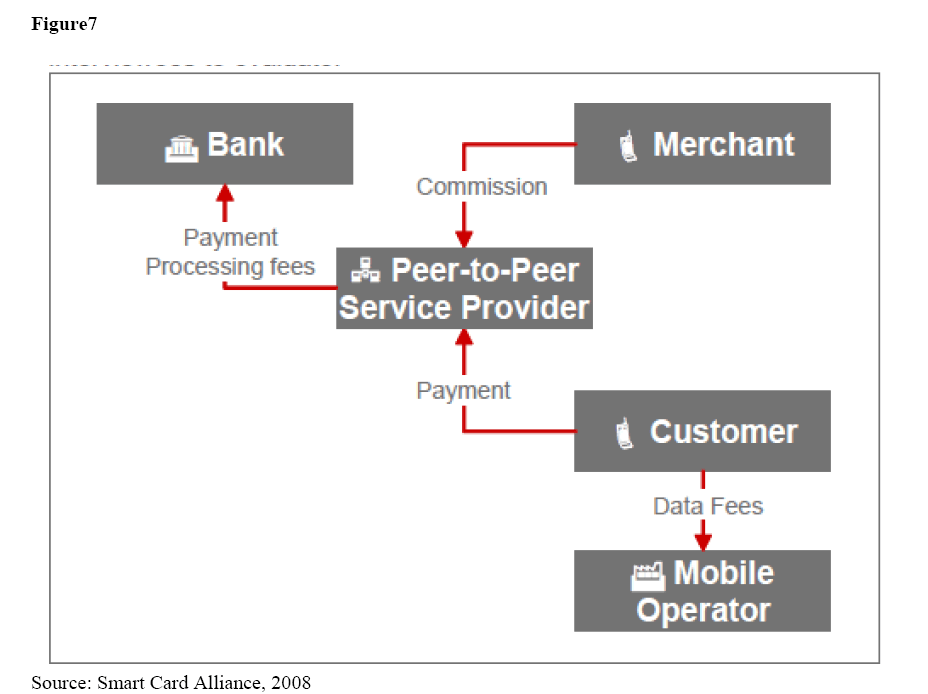 Figure7
Bank
Merchant
Commission
Payment
Processing fees
Peer-to-Peer
Service Provider
Payment
Customer
Data Fees
Mobile
Operator
Source: Smart Card Alliance, 2008